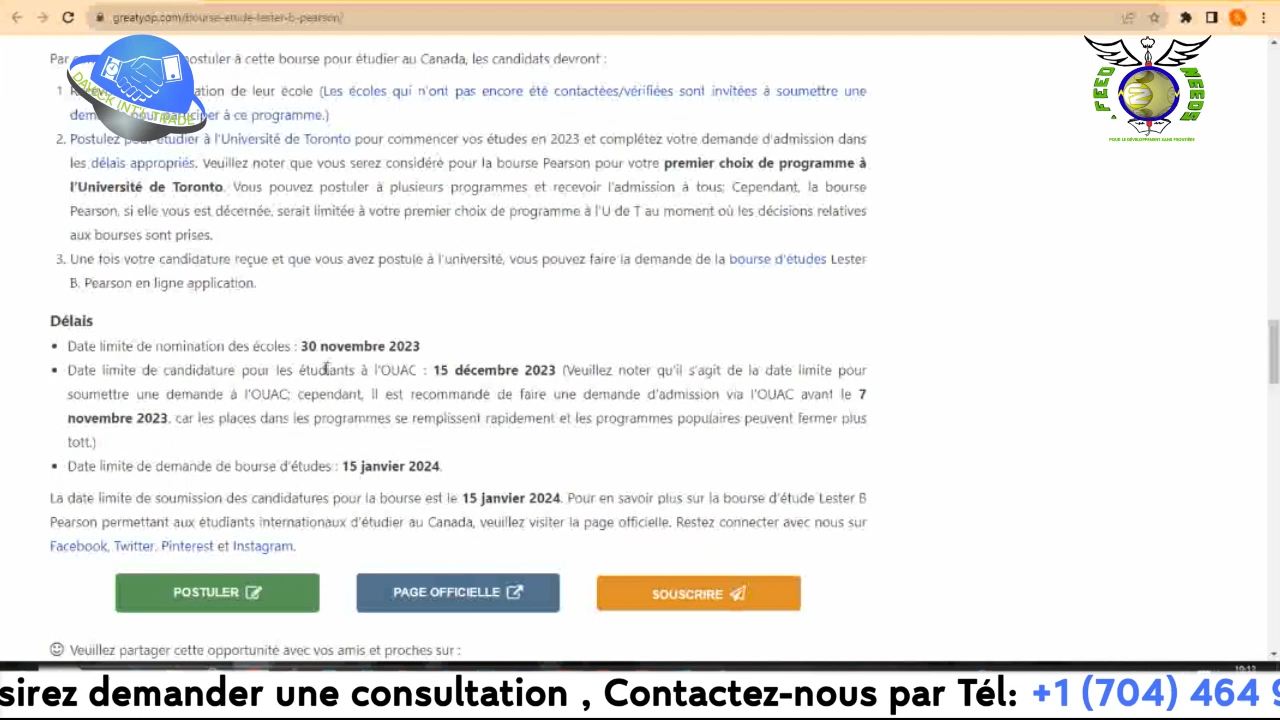 greatyop.com/bourse-etude-lester-b-pearson/
Par postuler à cette bourse pour étudier au Canada, les candidats devront :
1 ation de leur école (Les écoles qui n'ont pas encore été contactées/vérifiées sont invitées à soumettre une
participer à ce programme.)
2. Postulez pour étudier à l'Université de Toronto pour commencer vos études en 2023 et complétez votre demande d'admission dans
les délais appropriés. Veuillez noter que vous serez considéré pour la bourse Pearson pour votre premier choix de programme à
l'Université de Toronto. Vous pouvez postuler à plusieurs programmes et recevoir l'admission à tous; Cependant, la bourse
Pearson, si elle vous est décernée, serait limitée à votre premier choix de programme à l'U de T au moment où les décisions relatives
aux bourses sont prises.
3. Une fois votre candidature reçue et que vous avez postulé à l'université, vous pouvez faire la demande de la bourse d'études Lester
B. Pearson en ligne application.
Délais
Date limite de nomination des écoles : 30 novembre 2023
Date limite de candidature pour les étudiants à l'OUAC : 15 décembre 2023 (Veuillez noter qu'il s'agit de la date limite pour
soumettre une demande à l'OUAC; cependant, il est recommandé de faire une demande d'admission via l'OUAC avant le 7
novembre 2023, car les places dans les programmes se remplissent rapidement et les programmes populaires peuvent fermer plus
tott.)
Date limite de demande de bourse d'études : 15 janvier 2024.
La date limite de soumission des candidatures pour la bourse est le 15 janvier 2024. Pour en savoir plus sur la bourse d'étude Lester B
Pearson permettant aux étudiants internationaux d'étudier au Canada, veuillez visiter la page officielle. Restez connecter avec nous sur
Facebook, Twitter, Pinterest et Instagram.
POSTULER
PAGE OFFICIELLE
SOUSCRIRE
Veuillez partager cette opportunité avec vos amis et proches sur :
DAYCK INT'L TRADE
FEED NEEDS
POUR LE DÉVELOPPEMENT SANS FRONTIÈRE
sirez demander une consultation , Contactez-nous par Tél: +1 (704) 464 9